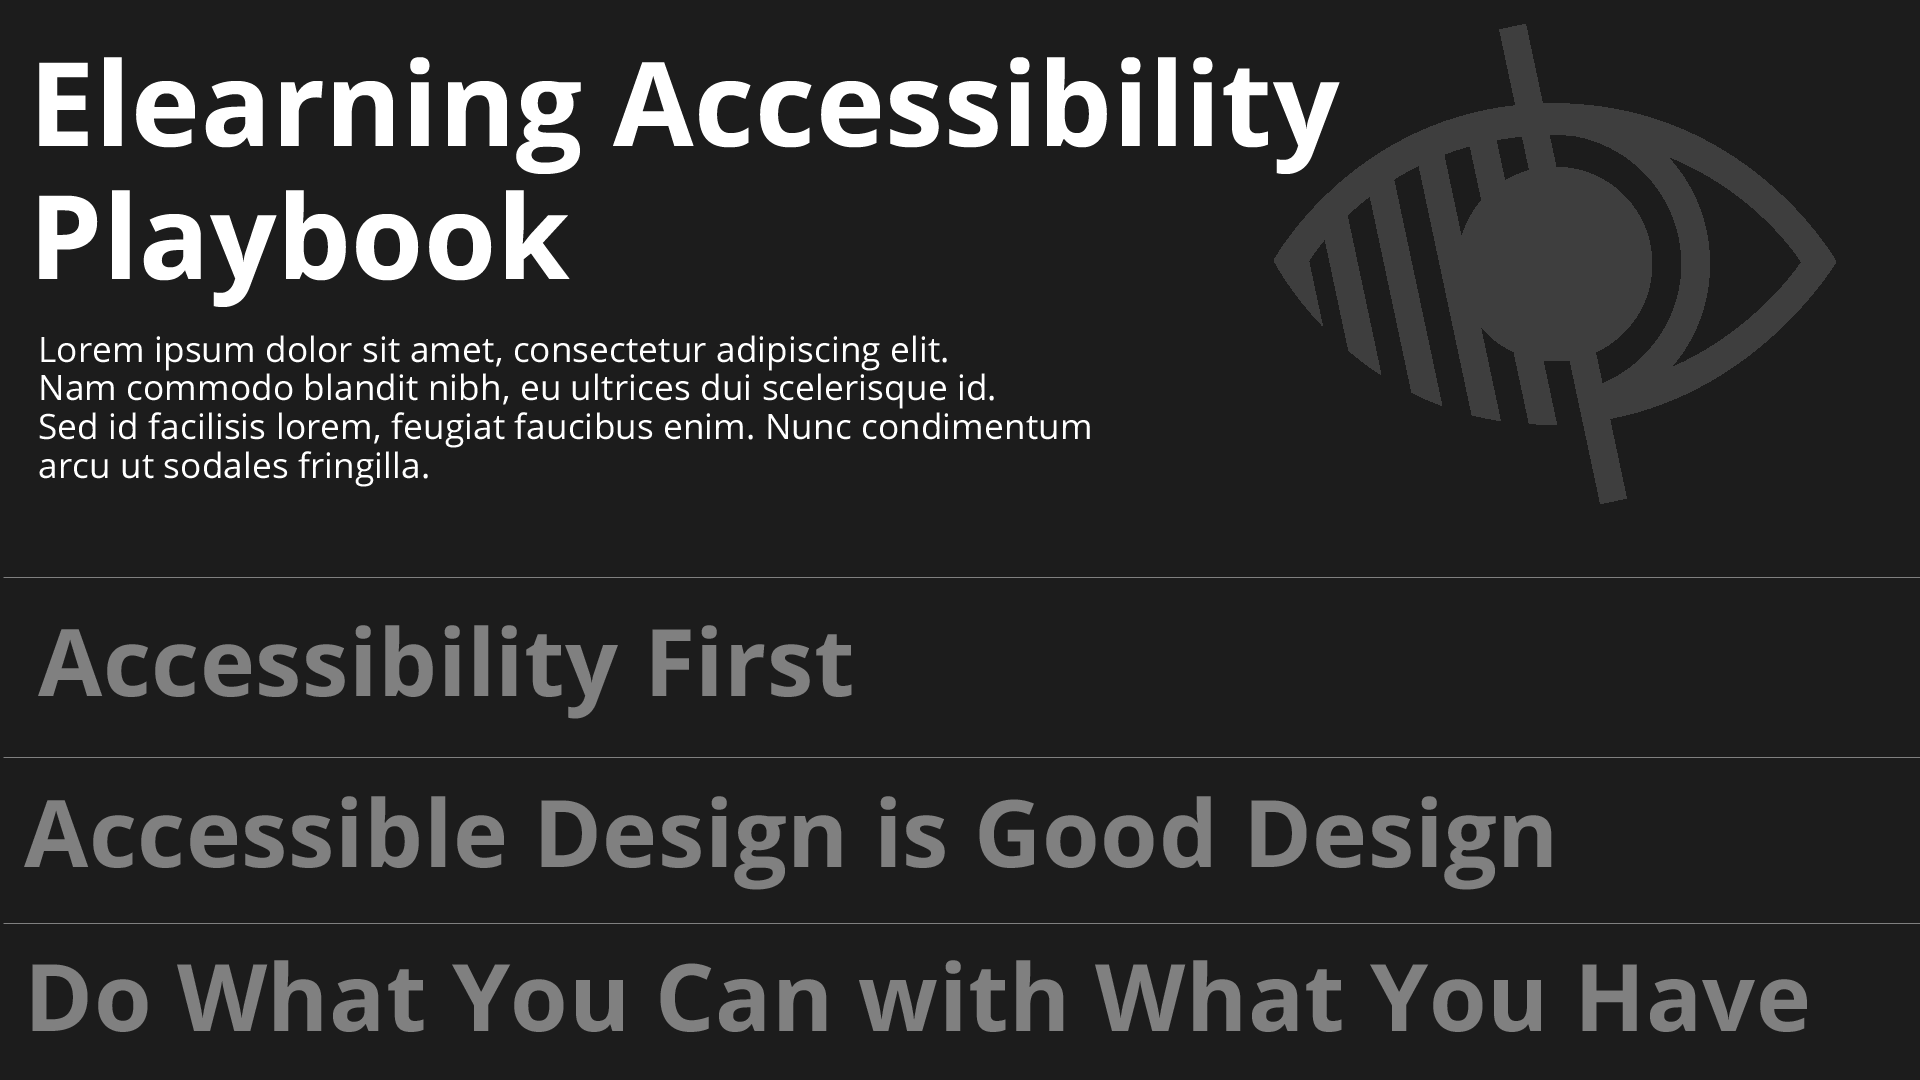 Elearning Accessibility
Playbook
Lorem ipsum dolor sit amet, consectetur adipiscing elit.
Nam commodo blandit nibh, eu ultrices dui scelerisque id.
Sed id facilisis lorem, feugiat faucibus enim. Nunc condimentum
arcu ut sodales fringilla.
Accessibility First
Accessible Design is Good Design
Do What You Can with What You Have